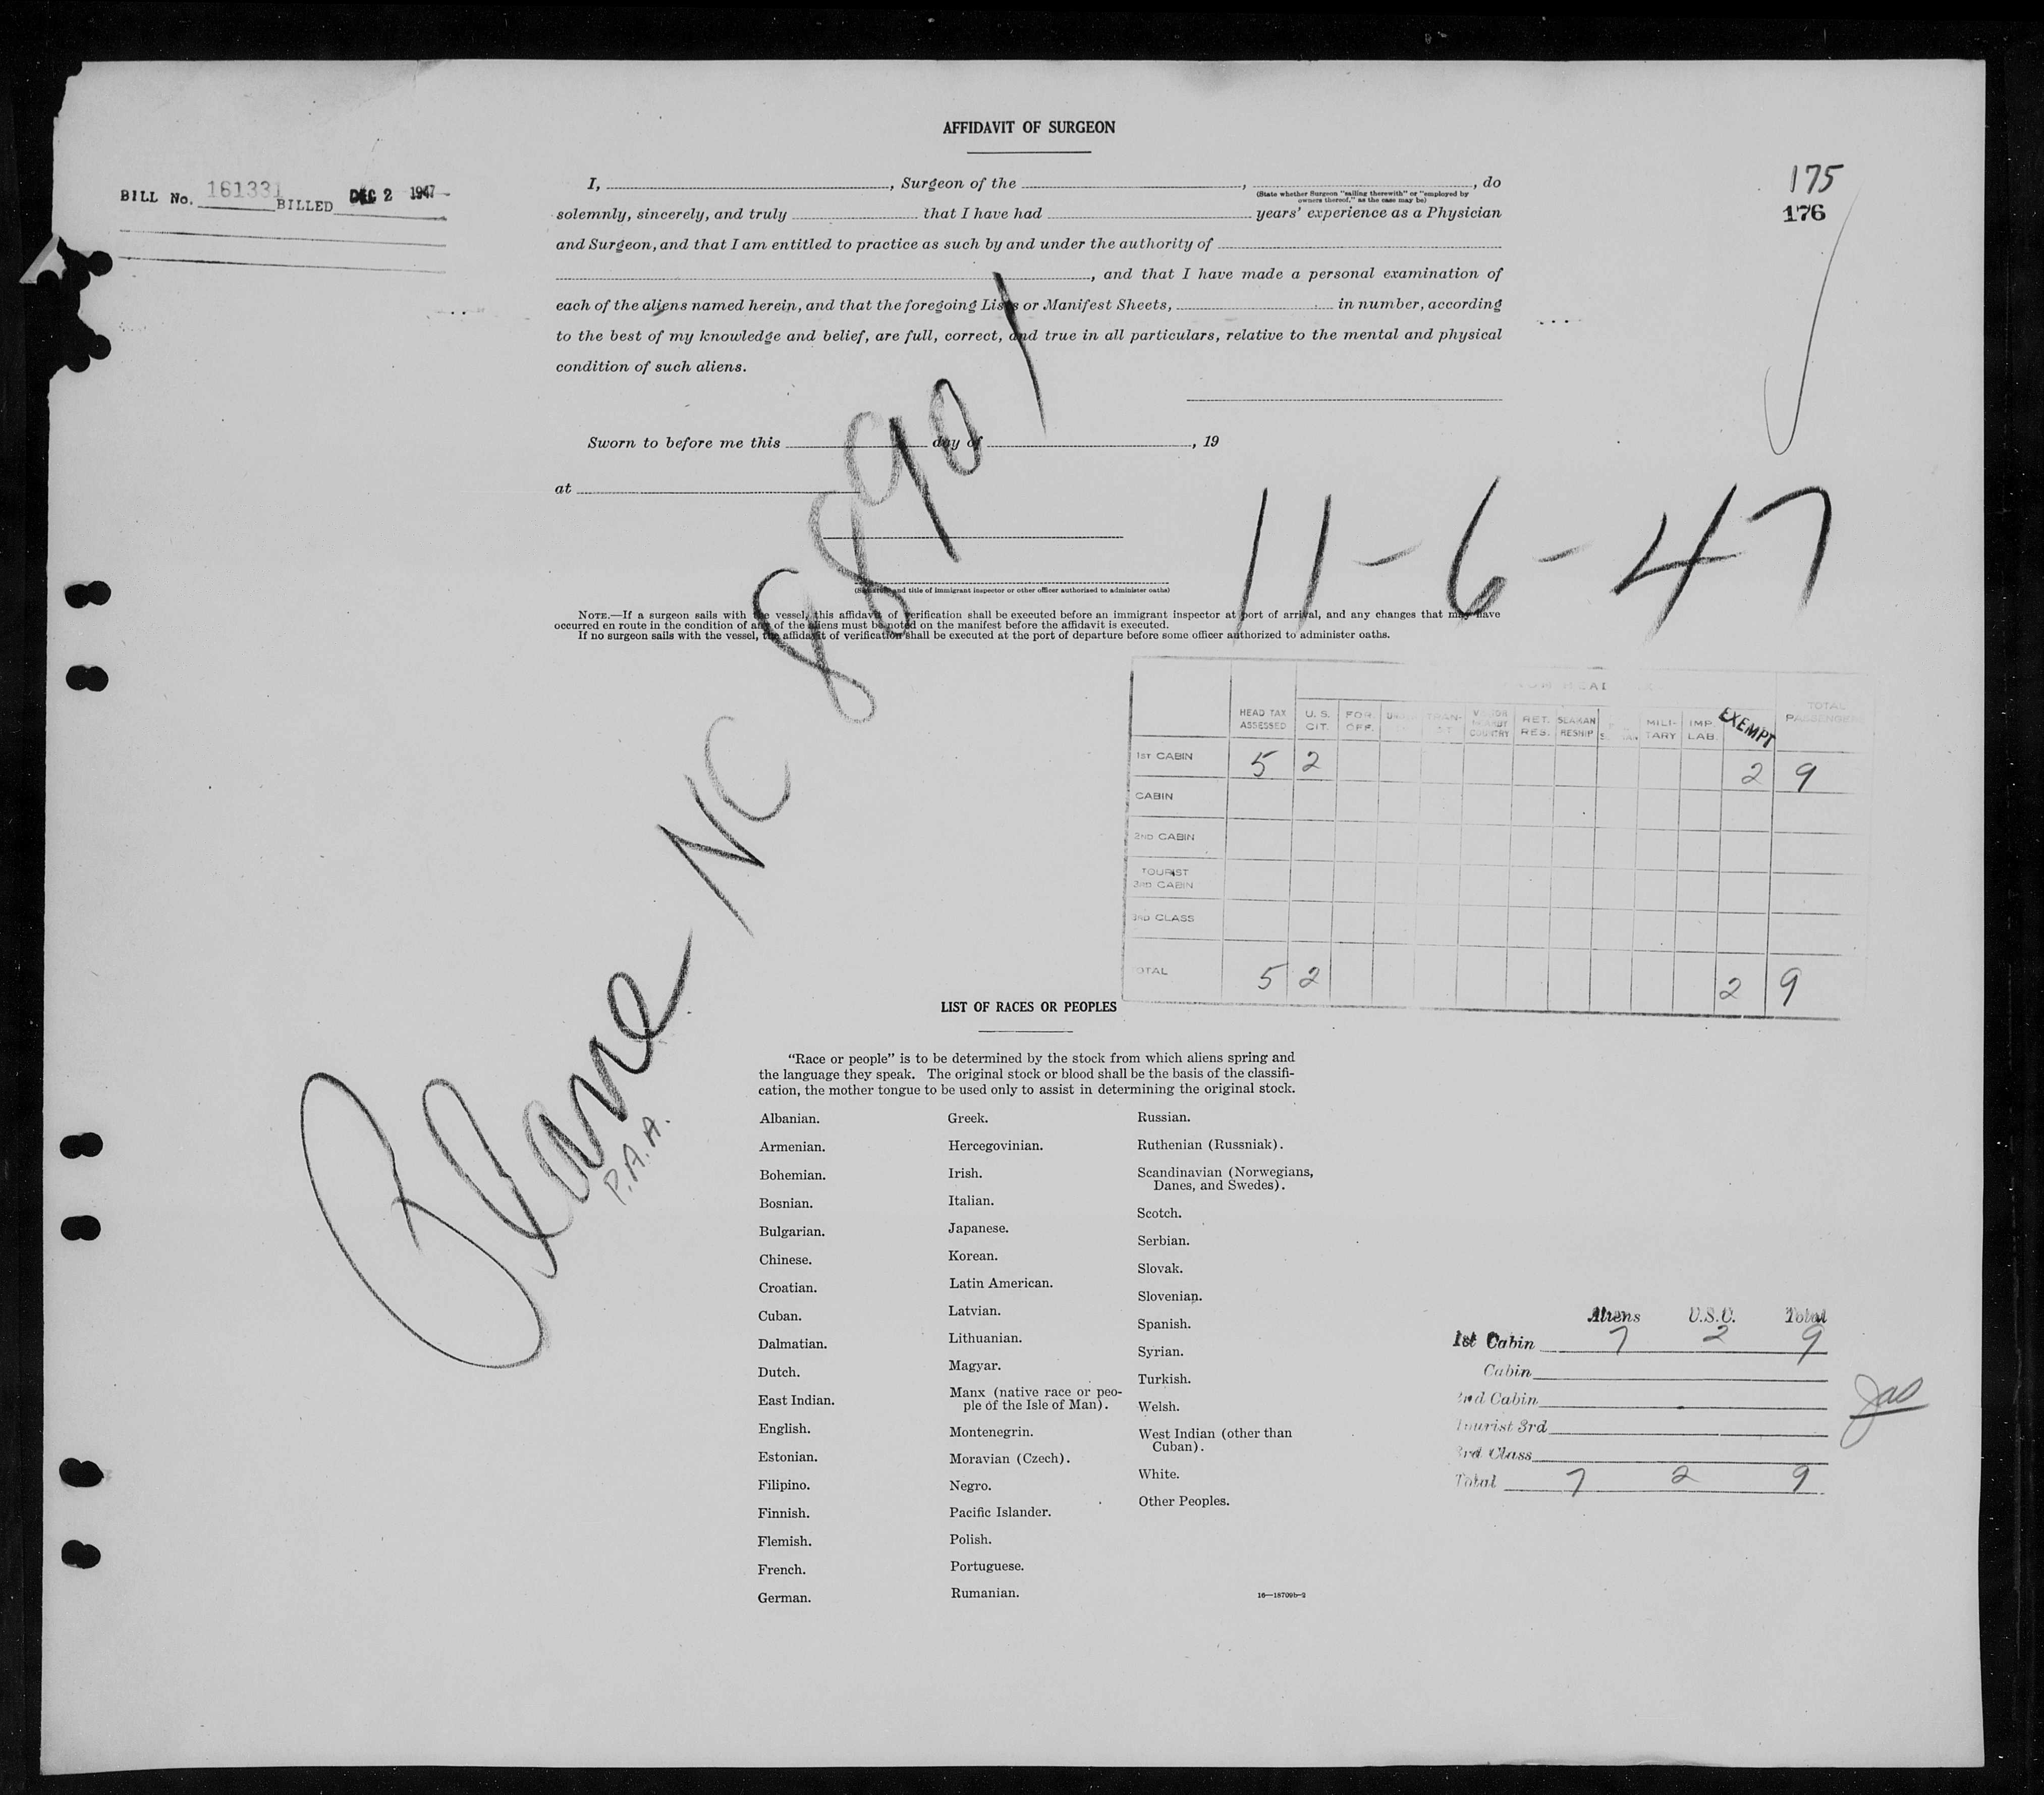 AFFIDAVIT OF SURGEON
175
176
BILL No. 161331 BILLED DEC 2 1947
I, , Surgeon of the , , do
(State whether Surgeon "sailing therewith" or "employed by
owners thereof," as the case may be)
solemnly, sincerely, and truly that I have had years' experience as a Physician
and Surgeon, and that I am entitled to practice as such by and under the authority of
, and that I have made a personal examination of
each of the aliens named herein, and that the foregoing Lists or Manifest Sheets, in number, according
to the best of my knowledge and belief, are full, correct, and true in all particulars, relative to the mental and physical
condition of such aliens.
Sworn to before me this day of , 19
at
(Signature and title of immigrant inspector or other officer authorized to administer oaths)
NOTE.—If a surgeon sails with the vessel, this affidavit of verification shall be executed before an immigrant inspector at port of arrival, and any changes that may have
occurred en route in the condition of any of the aliens must be noted on the manifest before the affidavit is executed.
If no surgeon sails with the vessel, the affidavit of verification shall be executed at the port of departure before some officer authorized to administer oaths.
Plane NC 88901
P.A.A.
11-6-47
HEAD TAX ASSESSED U. S. CIT. FOR. OFF. TRAN- COUNTRY RET. RES. SEAMAN RESHIP MILI- TARY IMP. LAB. EXEMPT TOTAL PASSENGERS
1ST CABIN 5 2 2 9
CABIN
2ND CABIN
TOURIST
3RD CABIN
3RD CLASS
TOTAL 5 2 2 9
LIST OF RACES OR PEOPLES
"Race or people" is to be determined by the stock from which aliens spring and
the language they speak. The original stock or blood shall be the basis of the classifi-
cation, the mother tongue to be used only to assist in determining the original stock.
Albanian.
Armenian.
Bohemian.
Bosnian.
Bulgarian.
Chinese.
Croatian.
Cuban.
Dalmatian.
Dutch.
East Indian.
English.
Estonian.
Filipino.
Finnish.
Flemish.
French.
German.
Greek.
Hercegovinian.
Irish.
Italian.
Japanese.
Korean.
Latin American.
Latvian.
Lithuanian.
Magyar.
Manx (native race or peo-
ple of the Isle of Man).
Montenegrin.
Moravian (Czech).
Negro.
Pacific Islander.
Polish.
Portuguese.
Rumanian.
Russian.
Ruthenian (Russniak).
Scandinavian (Norwegians,
Danes, and Swedes).
Scotch.
Serbian.
Slovak.
Slovenian.
Spanish.
Syrian.
Turkish.
Welsh.
West Indian (other than
Cuban).
White.
Other Peoples.
16—18709b-2
Aliens U.S.C. Total
1st Cabin 7 2 9
Cabin
2nd Cabin
Tourist 3rd
3rd Class
Total 7 2 9